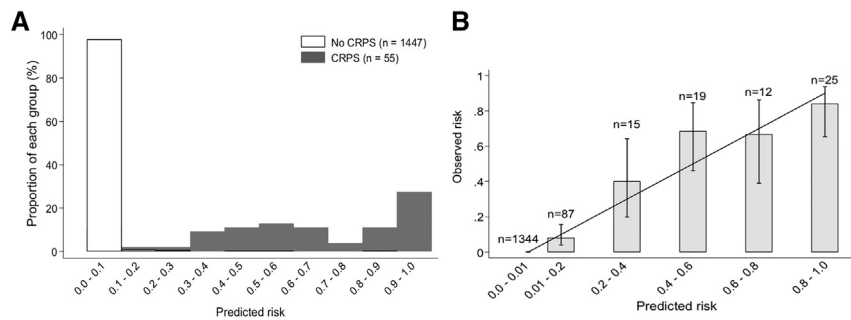 A
Proportion of each group (%)
100
80
60
40
20
0
No CRPS (n = 1447)
CRPS (n = 55)
0.0 - 0.1
0.1 - 0.2
0.2 - 0.3
0.3 - 0.4
0.4 - 0.5
0.5 - 0.6
0.6 - 0.7
0.7 - 0.8
0.8 - 0.9
0.9 - 1.0
Predicted risk
B
Observed risk
1
.8
.6
.4
.2
0
n=1344
n=87
n=15
n=19
n=12
n=25
0.0 - 0.01
0.01 - 0.2
0.2 - 0.4
0.4 - 0.6
0.6 - 0.8
0.8 - 1.0
Predicted risk